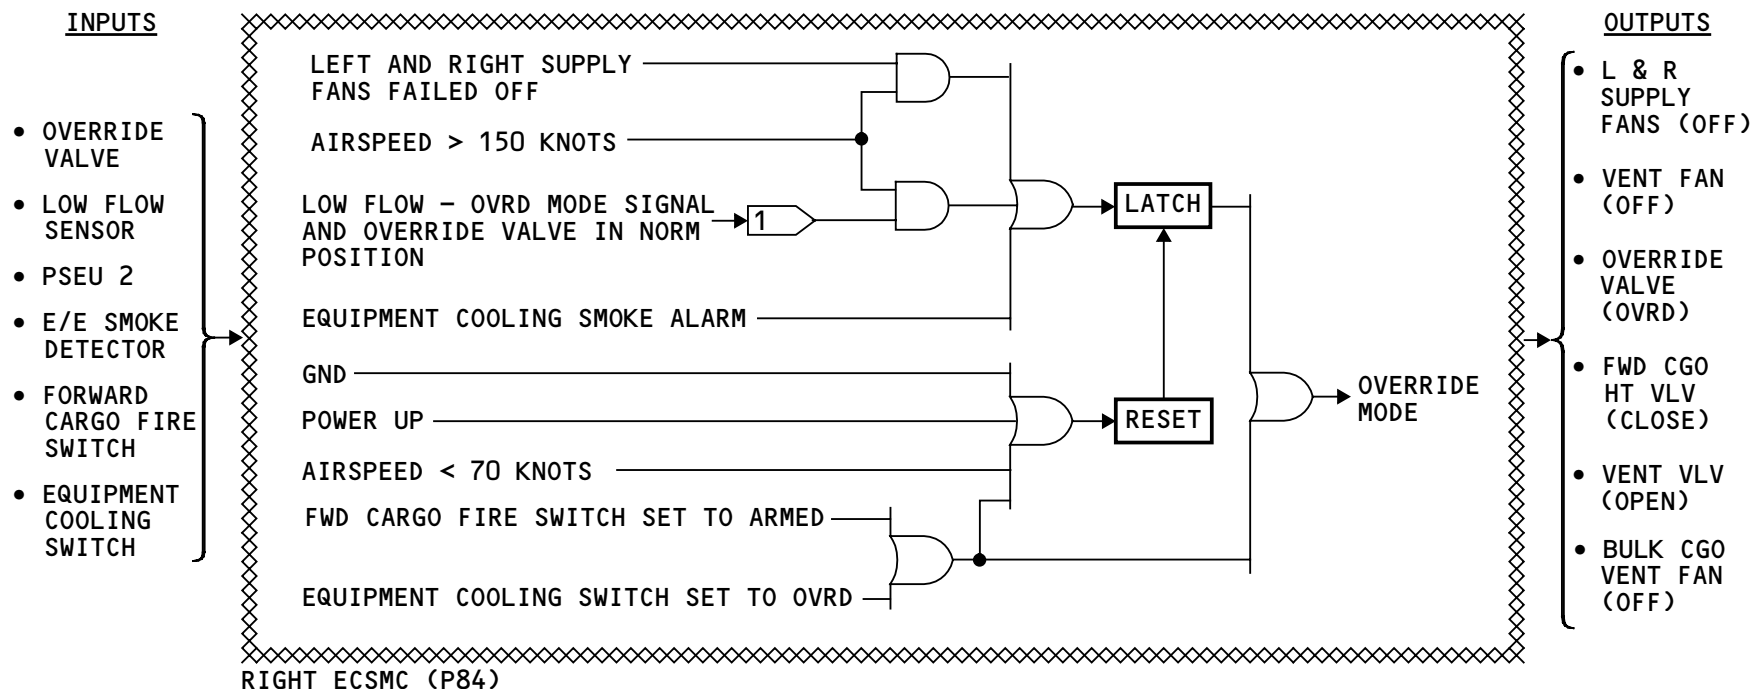 INPUTS
• OVERRIDE
VALVE
• LOW FLOW
SENSOR
• PSEU 2
• E/E SMOKE
DETECTOR
• FORWARD
CARGO FIRE
SWITCH
• EQUIPMENT
COOLING
SWITCH
LEFT AND RIGHT SUPPLY
FANS FAILED OFF
AIRSPEED > 150 KNOTS
LOW FLOW – OVRD MODE SIGNAL
AND OVERRIDE VALVE IN NORM
POSITION
1
EQUIPMENT COOLING SMOKE ALARM
GND
POWER UP
AIRSPEED < 70 KNOTS
FWD CARGO FIRE SWITCH SET TO ARMED
EQUIPMENT COOLING SWITCH SET TO OVRD
LATCH
RESET
OVERRIDE
MODE
RIGHT ECSMC (P84)
OUTPUTS
• L & R
SUPPLY
FANS (OFF)
• VENT FAN
(OFF)
• OVERRIDE
VALVE
(OVRD)
• FWD CGO
HT VLV
(CLOSE)
• VENT VLV
(OPEN)
• BULK CGO
VENT FAN
(OFF)